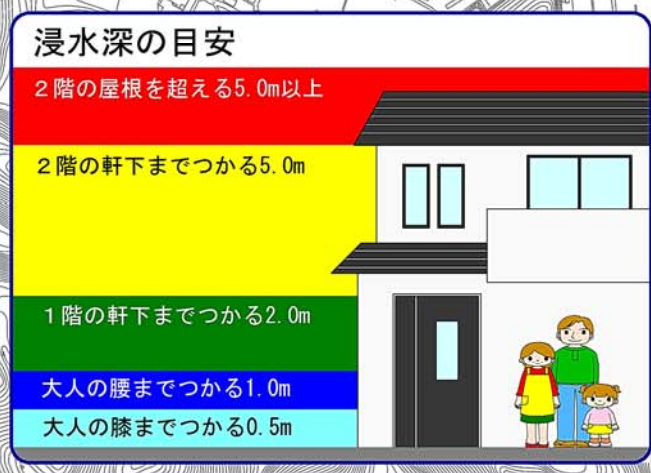 浸水深の目安
２階の屋根を超える5.0m以上
２階の軒下までつかる5.0m
１階の軒下までつかる2.0m
大人の腰までつかる1.0m
大人の膝までつかる0.5m